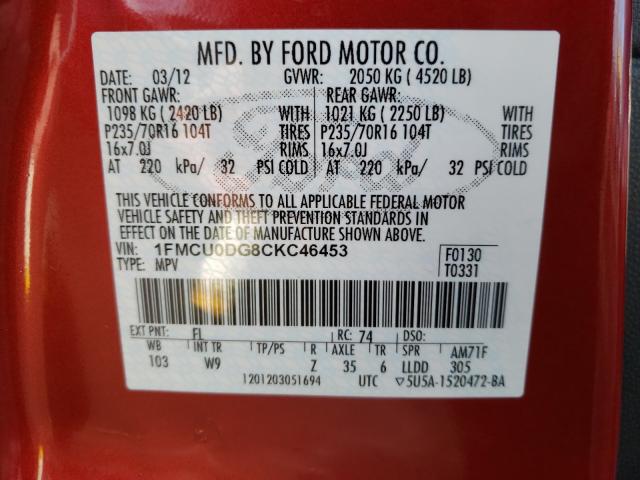 MFD. BY FORD MOTOR CO.
DATE: 03/12 GVWR: 2050 KG ( 4520 LB)
FRONT GAWR: REAR GAWR:
1098 KG ( 2420 LB) WITH 1021 KG ( 2250 LB) WITH
P235/70R16 104T TIRES P235/70R16 104T TIRES
16x7.0J RIMS 16x7.0J RIMS
AT 220 kPa/ 32 PSI COLD AT 220 kPa/ 32 PSI COLD
THIS VEHICLE CONFORMS TO ALL APPLICABLE FEDERAL MOTOR
VEHICLE SAFETY AND THEFT PREVENTION STANDARDS IN
EFFECT ON THE DATE OF MANUFACTURE SHOWN ABOVE.
VIN: 1FMCU0DG8CKC46453 F0130
TYPE: MPV T0331
EXT PNT: FI RC: 74 DSO:
WB INT TR TP/PS R AXLE TR SPR AM71F
103 W9 Z 35 6 LLDD 305
1201203051694 UTC ▽5U5A-1520472-BA
Ford